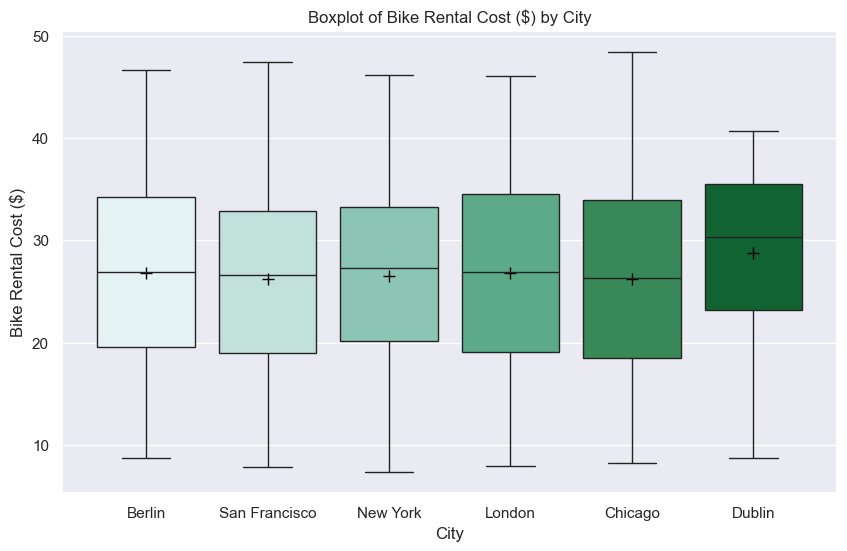 Boxplot of Bike Rental Cost ($) by City
50
40
30
20
10
Bike Rental Cost ($)
Berlin San Francisco New York London Chicago Dublin
City